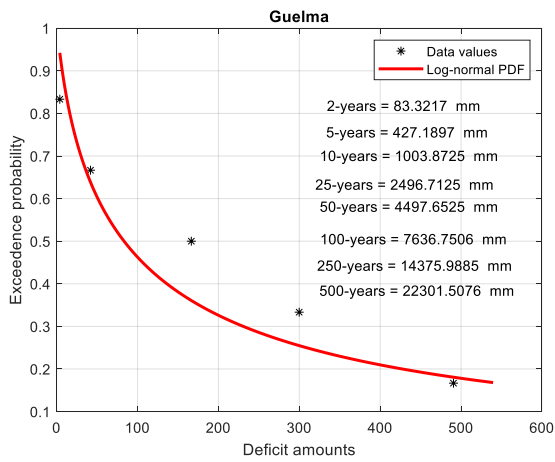 Guelma
Data values
Log-normal PDF
2-years = 83.3217 mm
5-years = 427.1897 mm
10-years = 1003.8725 mm
25-years = 2496.7125 mm
50-years = 4497.6525 mm
100-years = 7636.7506 mm
250-years = 14375.9885 mm
500-years = 22301.5076 mm
Exceedence probability
1
0.9
0.8
0.7
0.6
0.5
0.4
0.3
0.2
0.1
0 100 200 300 400 500 600
Deficit amounts